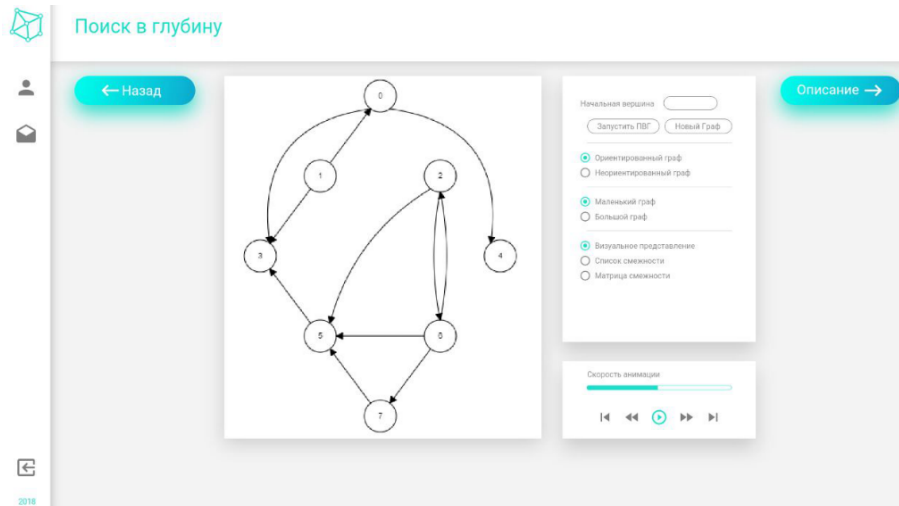 Поиск в глубину
← Назад
Описание →
0
1
2
3
4
5
6
7
Начальная вершина
Запустить ПВГ
Новый Граф
Ориентированный граф
Неориентированный граф
Маленький граф
Большой граф
Визуальное представление
Список смежности
Матрица смежности
Скорость анимации
2018